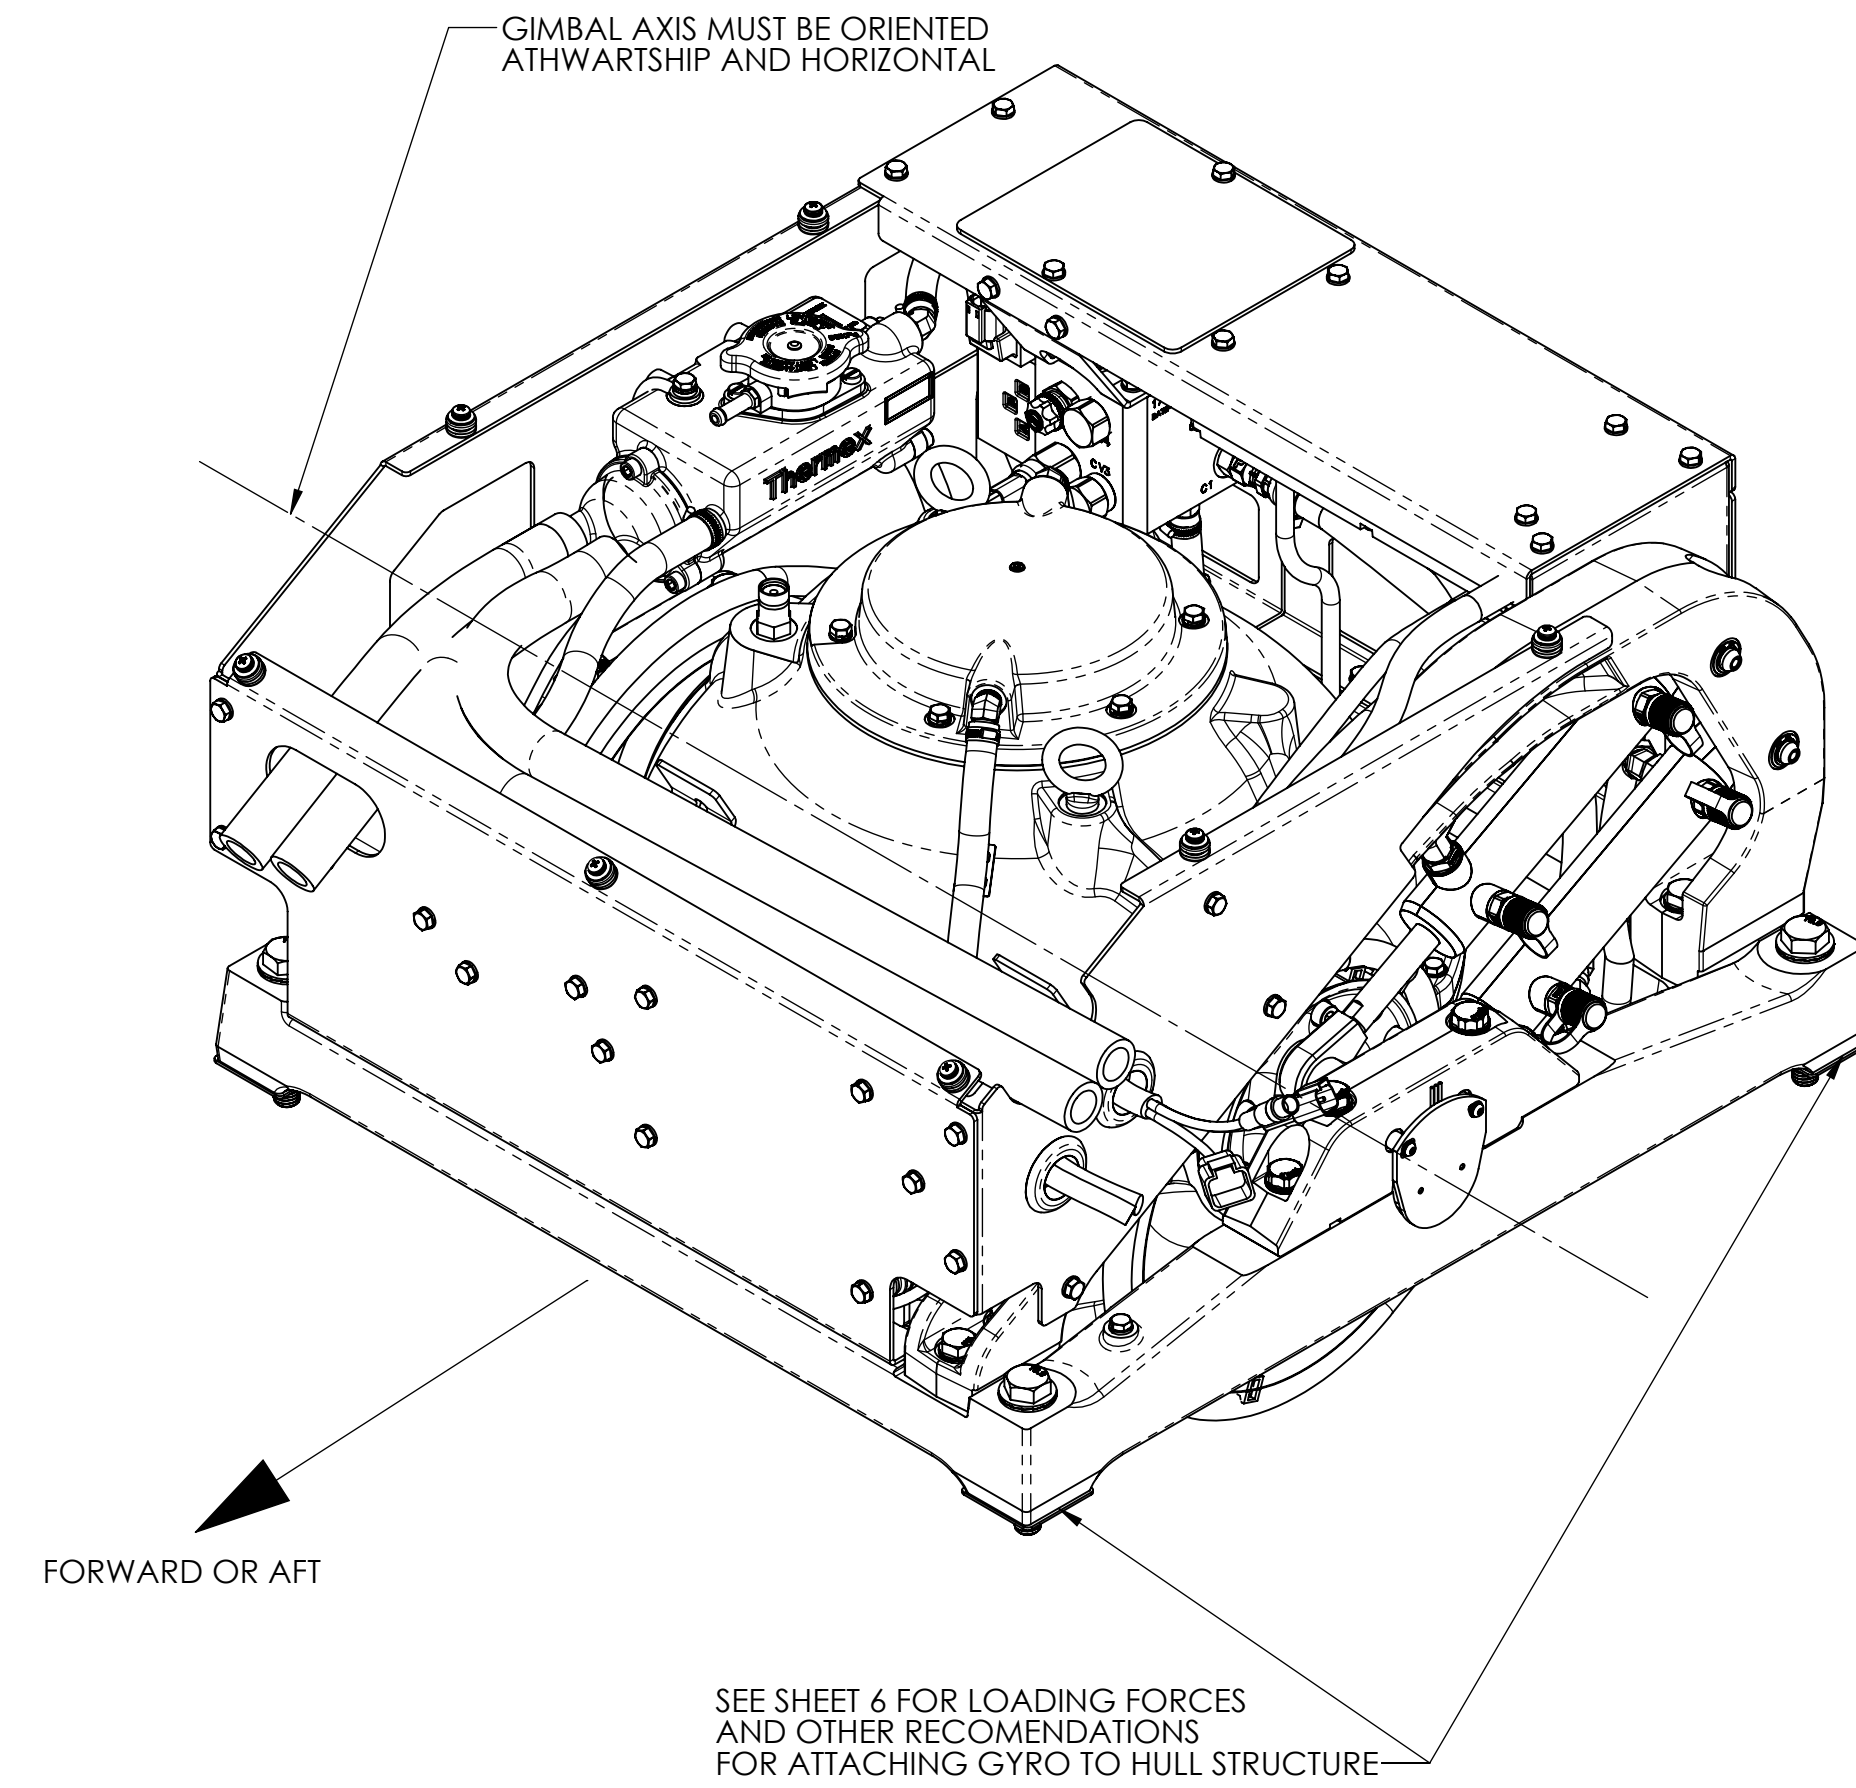 GIMBAL AXIS MUST BE ORIENTED
ATHWARTSHIP AND HORIZONTAL
Thermex
CV3
C1
FORWARD OR AFT
SEE SHEET 6 FOR LOADING FORCES
AND OTHER RECOMENDATIONS
FOR ATTACHING GYRO TO HULL STRUCTURE